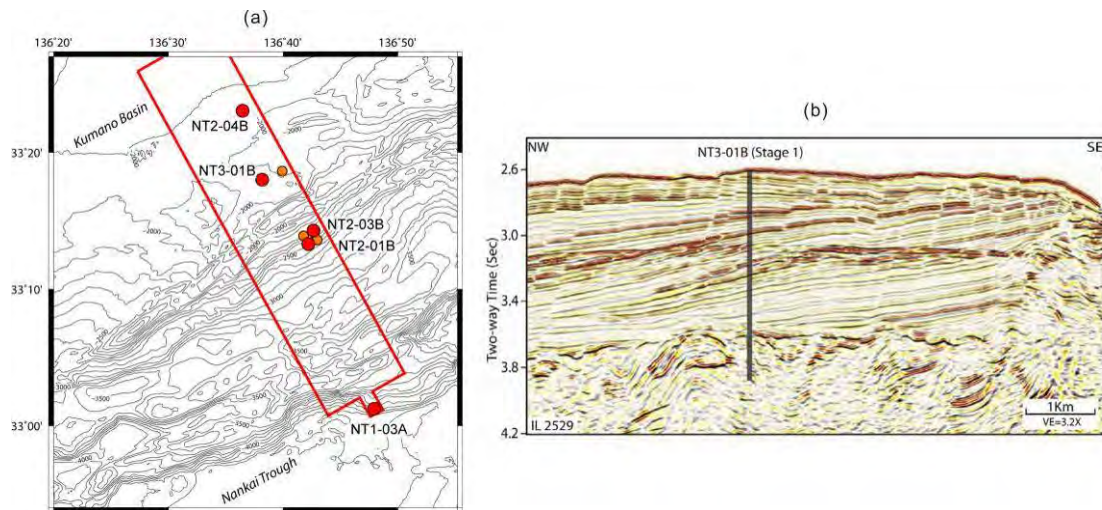 (a)
136°20' 136°30' 136°40' 136°50'
33°20'
33°10'
33°00'
Kumano Basin
NT2-04B
NT3-01B
NT2-03B
NT2-01B
NT1-03A
Nankai Trough
(b)
NT3-01B (Stage 1)
NW SE
2.6
3.0
3.4
3.8
4.2
Two-way Time (Sec)
IL 2529
1Km
VE=3.2X